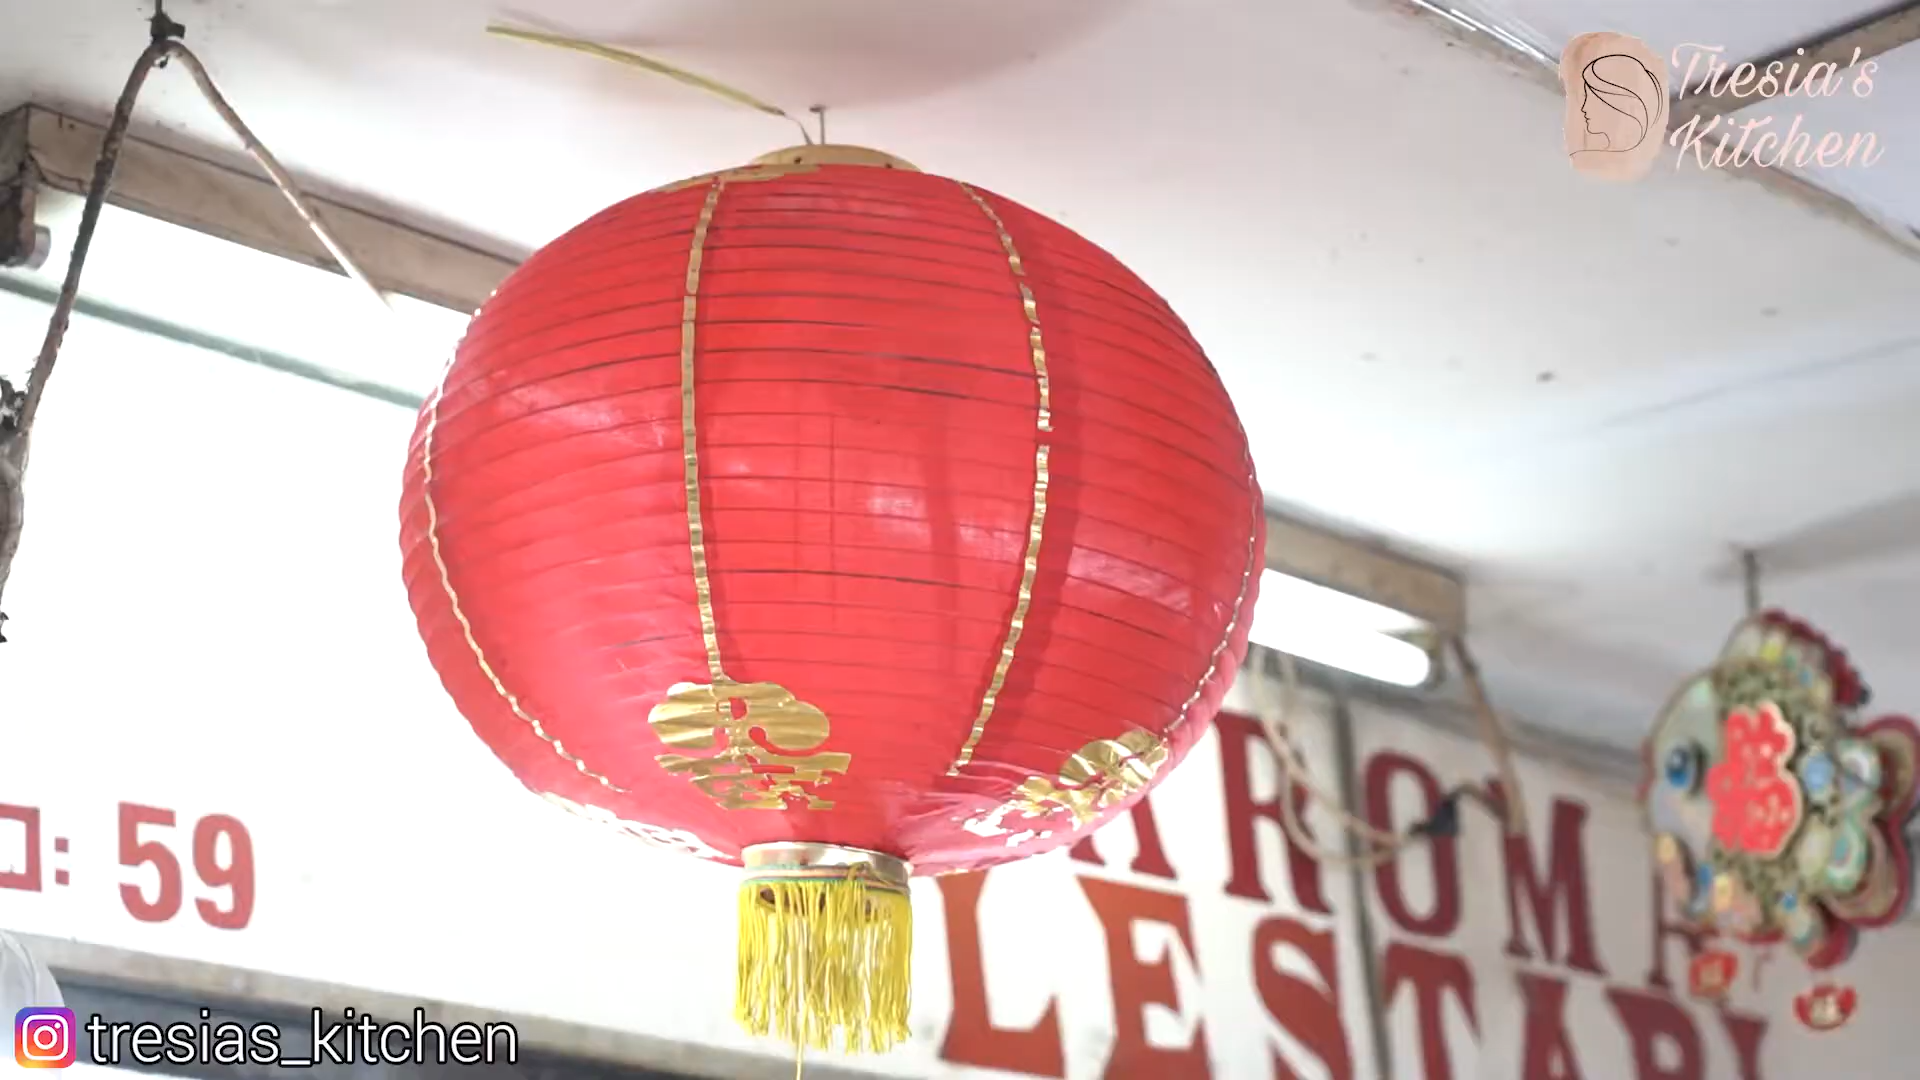 Tresia's
Kitchen
: 59
AROMA
LESTARI
tresias_kitchen